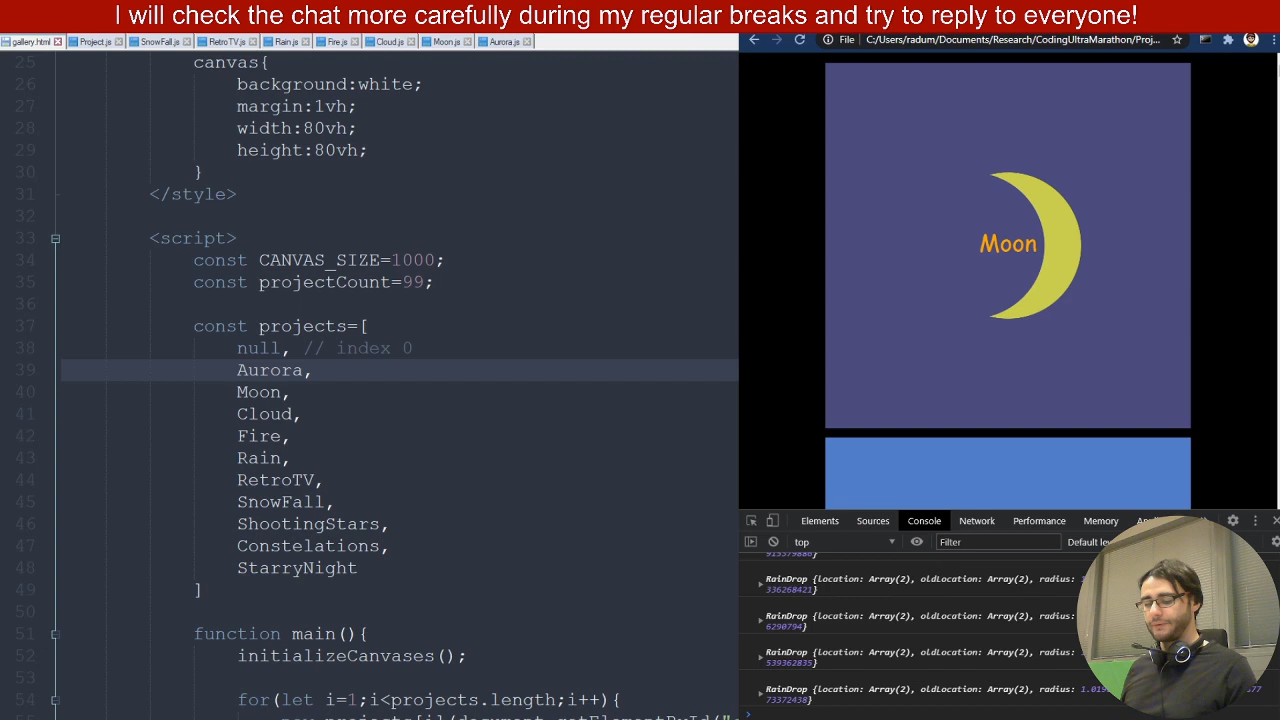 I will check the chat more carefully during my regular breaks and try to reply to everyone!
gallery.html Project.js SnowFall.js RetroTV.js Rain.js Fire.js Cloud.js Moon.js Aurora.js
File C:/Users/radum/Documents/Research/CodingUltraMarathon/Proj...
25 canvas{
26 background:white;
27 margin:1vh;
28 width:80vh;
29 height:80vh;
30 }
31 </style>
32
33 <script>
34 const CANVAS_SIZE=1000;
35 const projectCount=99;
36
37 const projects=[
38 null, // index 0
39 Aurora,
40 Moon,
41 Cloud,
42 Fire,
43 Rain,
44 RetroTV,
45 SnowFall,
46 ShootingStars,
47 Constelations,
48 StarryNight
49 ]
50
51 function main(){
52 initializeCanvases();
53
54 for(let i=1;i<projects.length;i++){
Moon
Elements Sources Console Network Performance Memory
top Filter Default
RainDrop {location: Array(2), oldLocation: Array(2), radius:
336268421}
RainDrop {location: Array(2), oldLocation: Array(2), radius:
6290794}
RainDrop {location: Array(2), oldLocation: Array(2), radius:
539362835}
RainDrop {location: Array(2), oldLocation: Array(2), radius:
73372438}